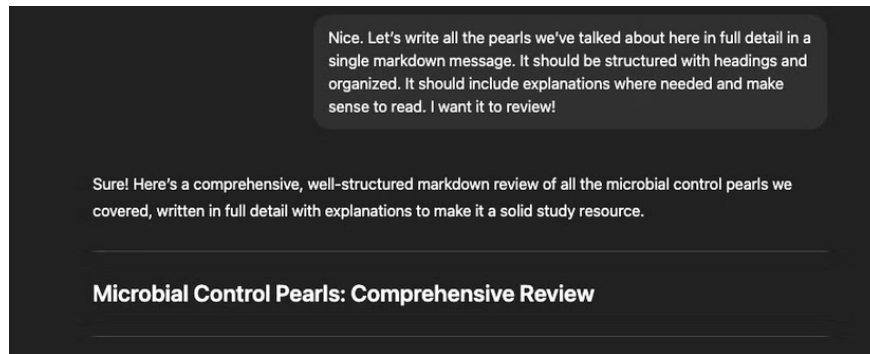 Nice. Let's write all the pearls we've talked about here in full detail in a
single markdown message. It should be structured with headings and
organized. It should include explanations where needed and make
sense to read. I want it to review!
Sure! Here's a comprehensive, well-structured markdown review of all the microbial control pearls we
covered, written in full detail with explanations to make it a solid study resource.
Microbial Control Pearls: Comprehensive Review